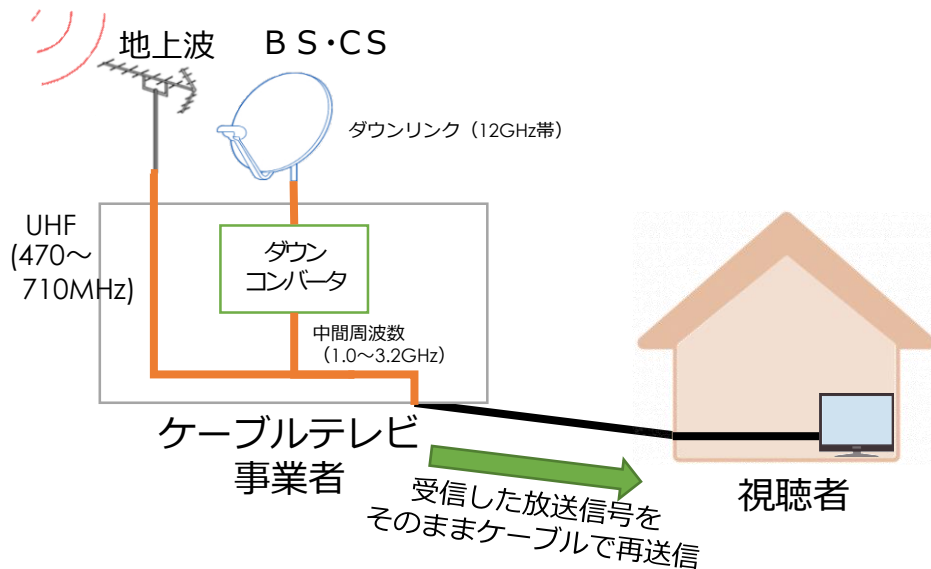 地上波
ＢＳ・CS
ダウンリンク（12GHz帯）
UHF
(470～
710MHz)
ダウン
コンバータ
中間周波数
（1.0～3.2GHz）
ケーブルテレビ
事業者
受信した放送信号を
そのままケーブルで再送信
視聴者